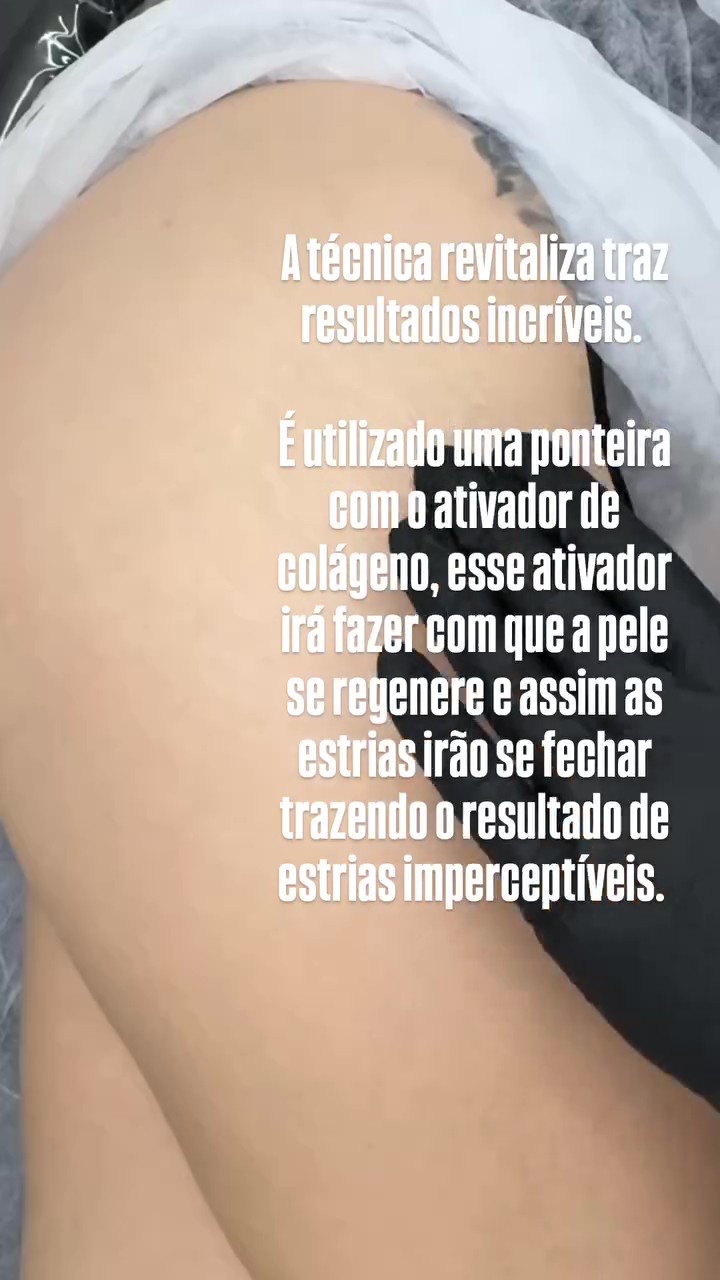 A técnica revitaliza traz
resultados incríveis.
É utilizado uma ponteira
com o ativador de
colágeno, esse ativador
irá fazer com que a pele
se regenere e assim as
estrias irão se fechar
trazendo o resultado de
estrias imperceptíveis.